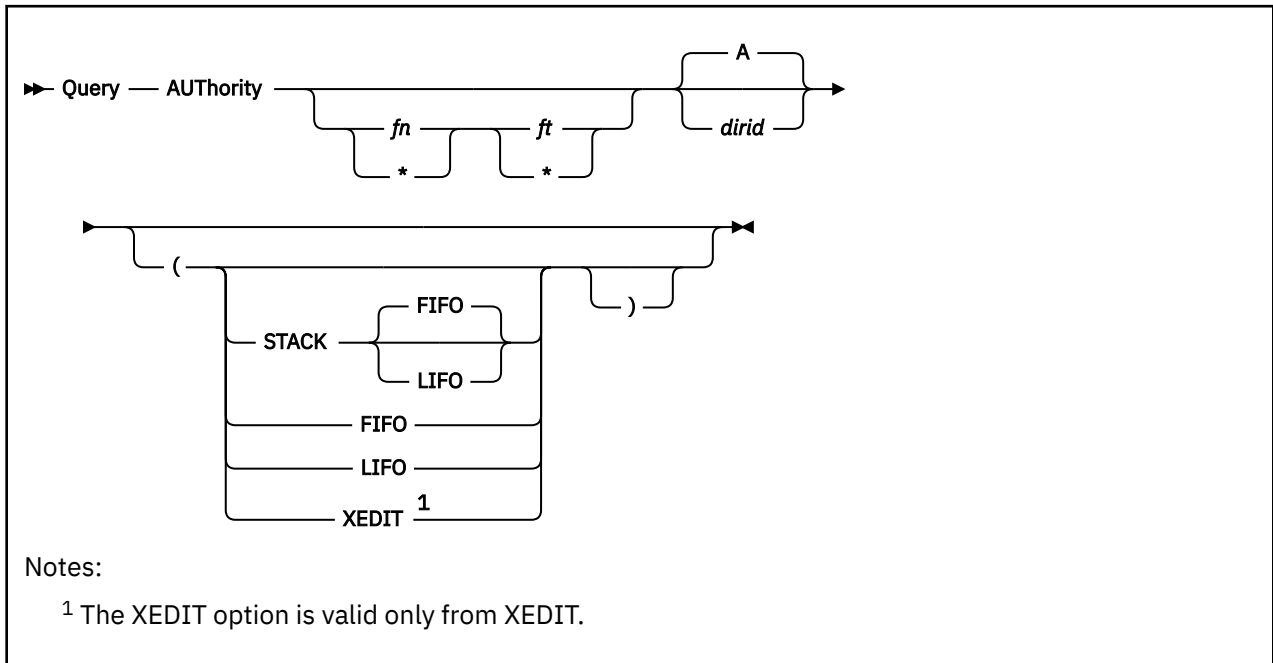 A
Query AUThority
fn ft dirid
* *
(
FIFO )
STACK
LIFO
FIFO
LIFO
XEDIT 1
Notes:
1 The XEDIT option is valid only from XEDIT.